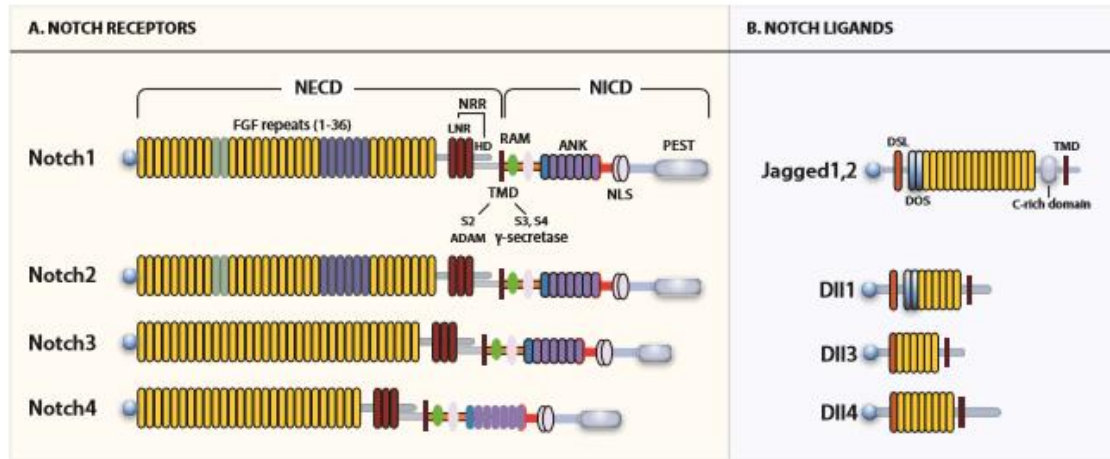 A. NOTCH RECEPTORS
B. NOTCH LIGANDS
NECD
NICD
NRR
FGF repeats (1-36)
LNR
HD
RAM
ANK
PEST
Notch1
TMD
NLS
S2
S3, S4
ADAM
γ-secretase
Notch2
Notch3
Notch4
DSL
TMD
Jagged1,2
DOS
C-rich domain
Dll1
Dll3
Dll4